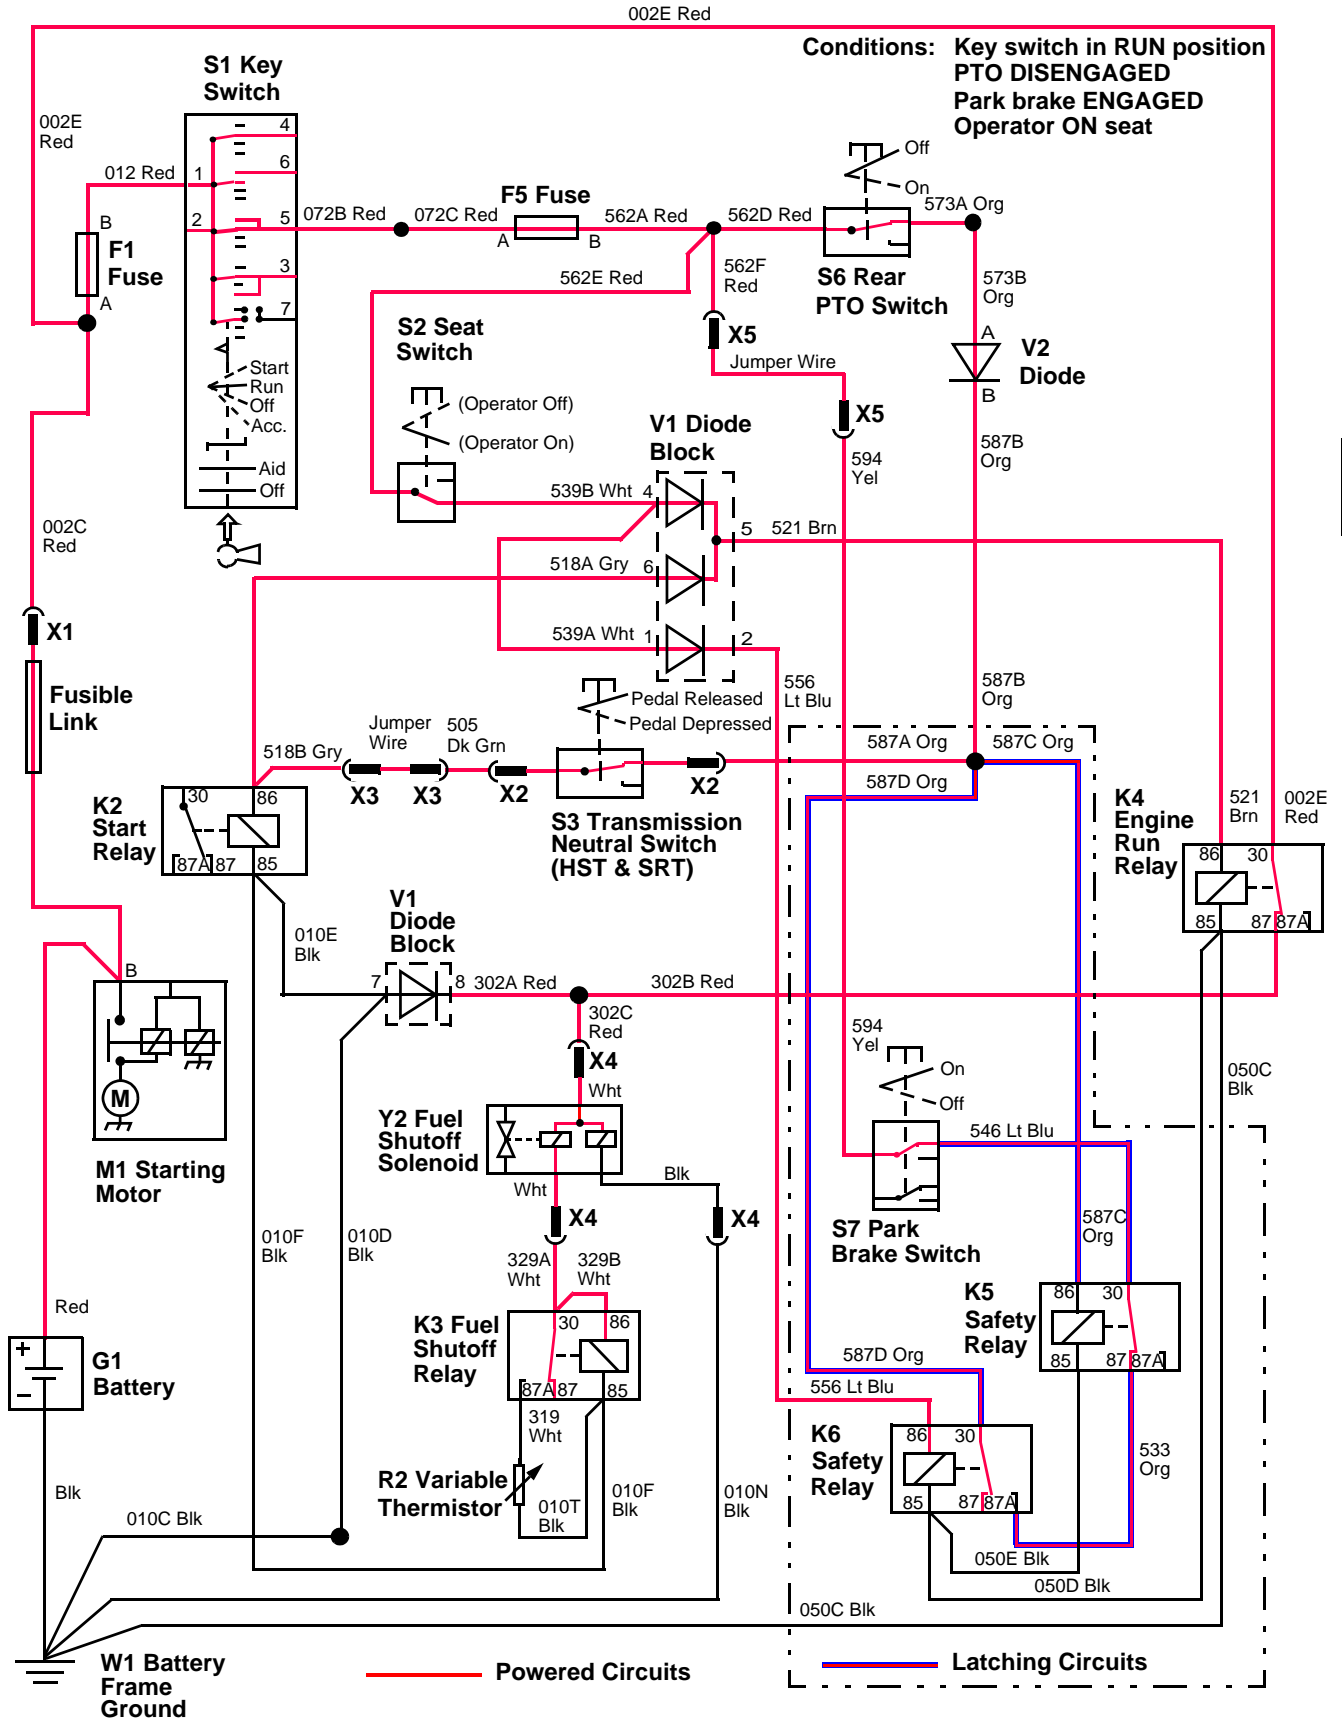 002E Red
Conditions: Key switch in RUN position
PTO DISENGAGED
Park brake ENGAGED
Operator ON seat
S1 Key
Switch
002E
Red
012 Red
1
2
4
6
5
3
7
B
F1
Fuse
A
Start
Run
Off
Acc.
Aid
Off
072B Red
072C Red
F5 Fuse
A
B
562A Red
562D Red
562E Red
562F
Red
Off
On
573A Org
S6 Rear
PTO Switch
573B
Org
A
V2
Diode
B
587B
Org
X5
Jumper Wire
X5
594
Yel
S2 Seat
Switch
(Operator Off)
(Operator On)
V1 Diode
Block
539B Wht
4
5
521 Brn
518A Gry
6
539A Wht
1
2
002C
Red
X1
Fusible
Link
556
Lt Blu
587B
Org
Pedal Released
Pedal Depressed
518B Gry
Jumper
Wire
505
Dk Grn
X3
X3
X2
X2
S3 Transmission
Neutral Switch
(HST & SRT)
587A Org
587C Org
587D Org
K2
Start
Relay
30
86
87A
87
85
K4
Engine
Run
Relay
521
Brn
002E
Red
86
30
85
87
87A
010E
Blk
V1
Diode
Block
7
8
302A Red
302B Red
302C
Red
X4
Wht
B
M
M1 Starting
Motor
594
Yel
On
Off
546 Lt Blu
S7 Park
Brake Switch
050C
Blk
Y2 Fuel
Shutoff
Solenoid
Wht
Blk
X4
X4
010F
Blk
010D
Blk
329A
Wht
329B
Wht
587C
Org
K5
Safety
Relay
86
30
85
87
87A
Red
G1
Battery
+
–
K3 Fuel
Shutoff
Relay
30
86
87A
87
85
319
Wht
587D Org
556 Lt Blu
K6
Safety
Relay
86
30
85
87
87A
533
Org
R2 Variable
Thermistor
010T
Blk
010F
Blk
010N
Blk
Blk
010C Blk
050E Blk
050D Blk
050C Blk
W1 Battery
Frame
Ground
Powered Circuits
Latching Circuits